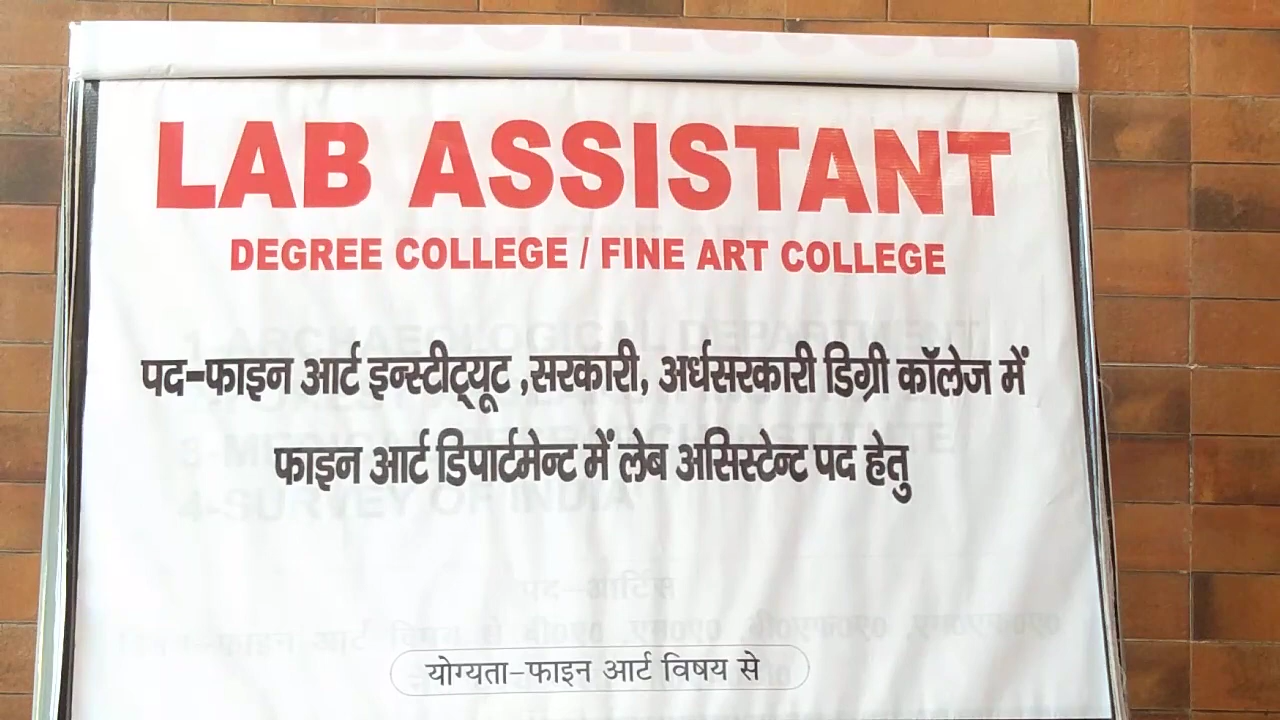 LAB ASSISTANT
DEGREE COLLEGE / FINE ART COLLEGE
पद-फाइन आर्ट इन्स्टीट्यूट ,सरकारी, अर्धसरकारी डिग्री कॉलेज में
फाइन आर्ट डिपार्टमेन्ट में लेब असिस्टेन्ट पद हेतु
योग्यता-फाइन आर्ट विषय से